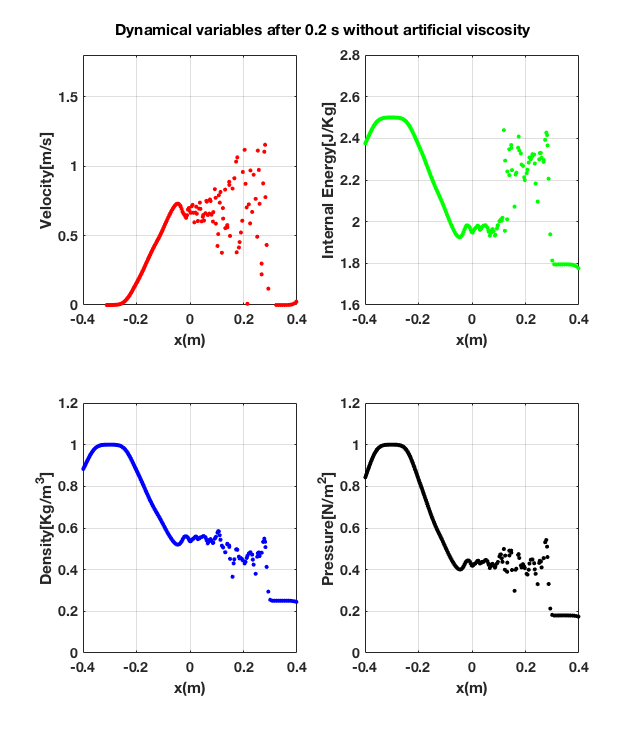 Dynamical variables after 0.2 s without artificial viscosity
Velocity[m/s]
1.5
1
0.5
0
-0.4 -0.2 0 0.2 0.4
x(m)
Internal Energy[J/Kg]
2.8
2.6
2.4
2.2
2
1.8
1.6
-0.4 -0.2 0 0.2 0.4
x(m)
Density[Kg/m³]
1.2
1
0.8
0.6
0.4
0.2
0
-0.4 -0.2 0 0.2 0.4
x(m)
Pressure[N/m²]
1.2
1
0.8
0.6
0.4
0.2
0
-0.4 -0.2 0 0.2 0.4
x(m)